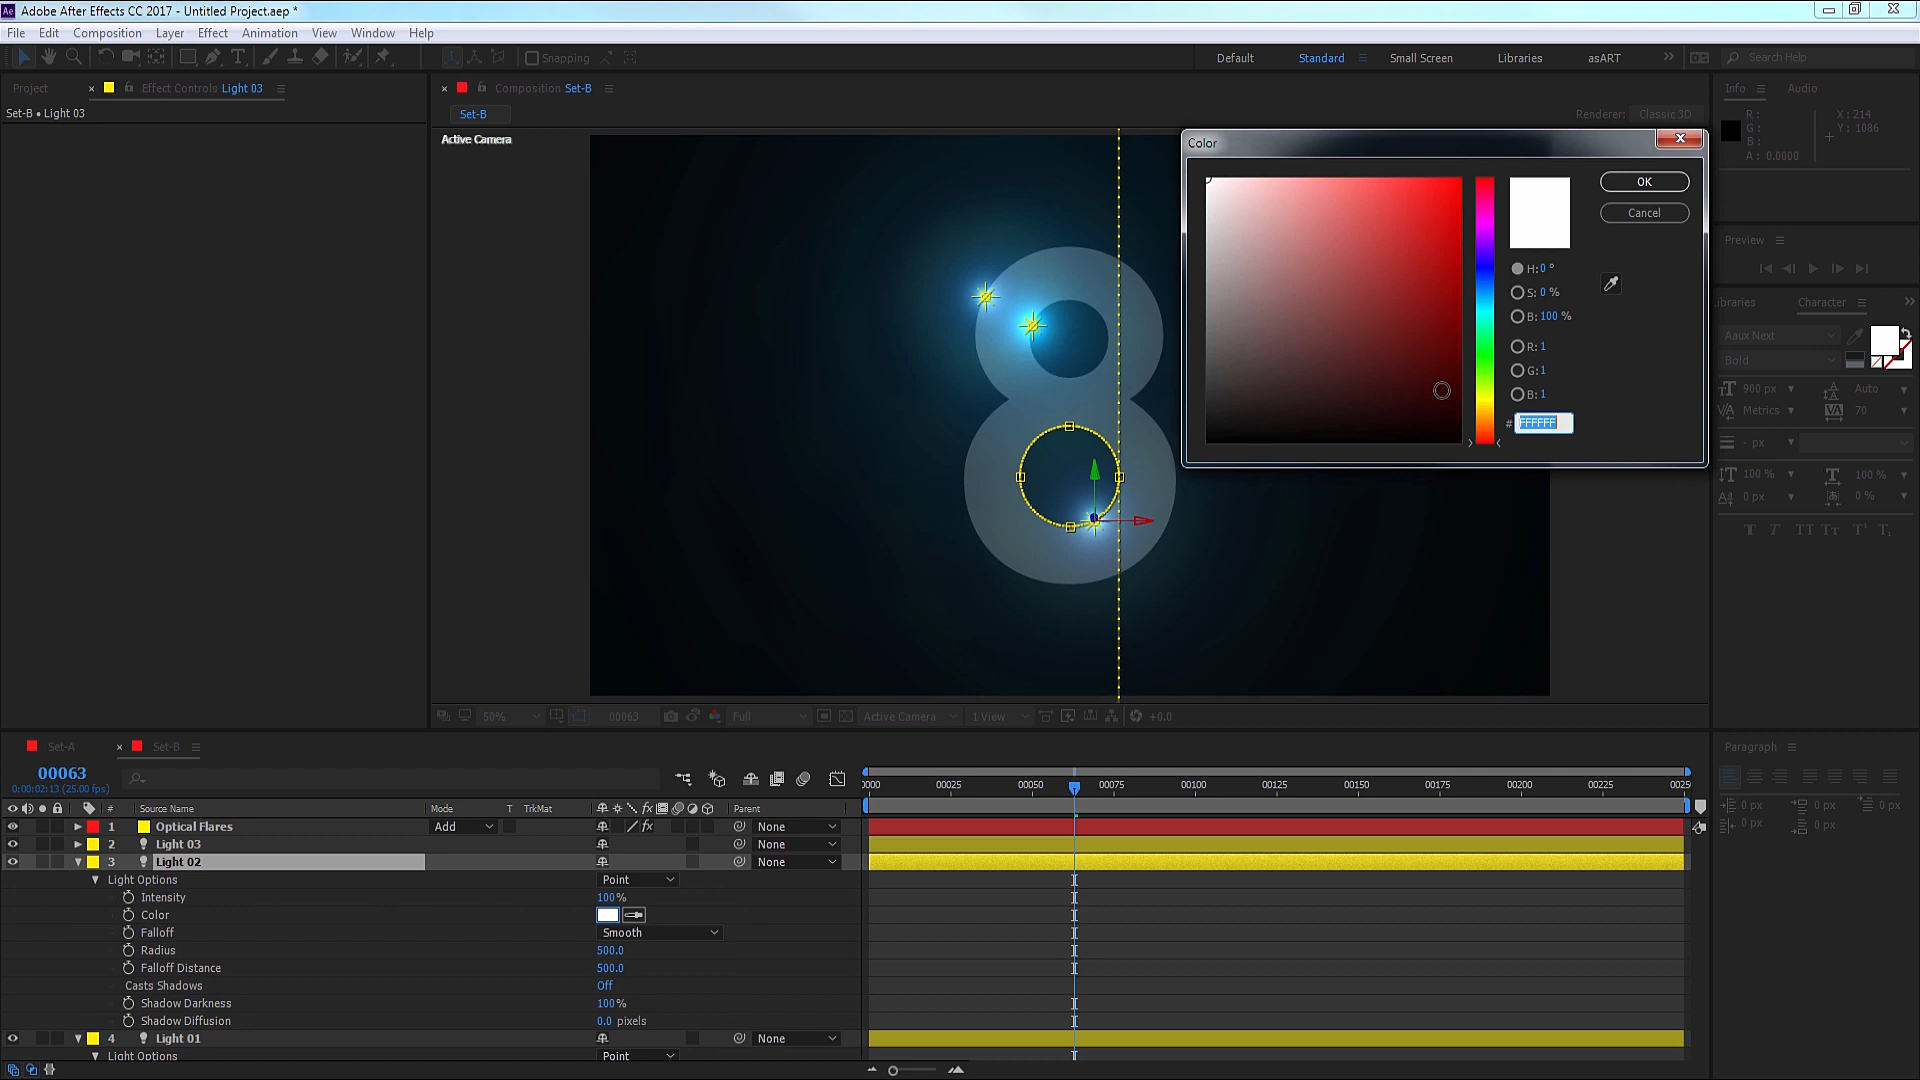 Adobe After Effects CC 2017 - Untitled Project.aep *
File Edit Composition Layer Effect Animation View Window Help
Snapping
Default Standard Small Screen Libraries asART Search Help
Project Effect Controls Light 03
Composition Set-B
Info Audio
Set-B • Light 03
Set-B
Renderer: Classic 3D
Active Camera
R :
G :
B :
A : 0.0000
X : 214
Y : 1086
Color
OK
Cancel
H: 0 °
S: 0 %
B: 100 %
R: 1
G: 1
B: 1
# FFFFFF
Preview
ibraries Character
Aaux Next
Bold
900 px Auto
Metrics 70
- px
100 % 100 %
0 px 0 %
8
50% 00063 Full Active Camera 1 View +0.0
Set-A Set-B
Paragraph
00063
0:00:02:13 (25.00 fps)
0000 00025 00050 00075 00100 00125 00150 00175 00200 00225 0025
0 px 0 px 0 px
0 px 0 px
# Source Name Mode T TrkMat Parent
1 Optical Flares Add None
2 Light 03 None
3 Light 02 None
Light Options Point
Intensity 100%
Color
Falloff Smooth
Radius 500.0
Falloff Distance 500.0
Casts Shadows Off
Shadow Darkness 100%
Shadow Diffusion 0.0 pixels
4 Light 01 None
Light Options Point